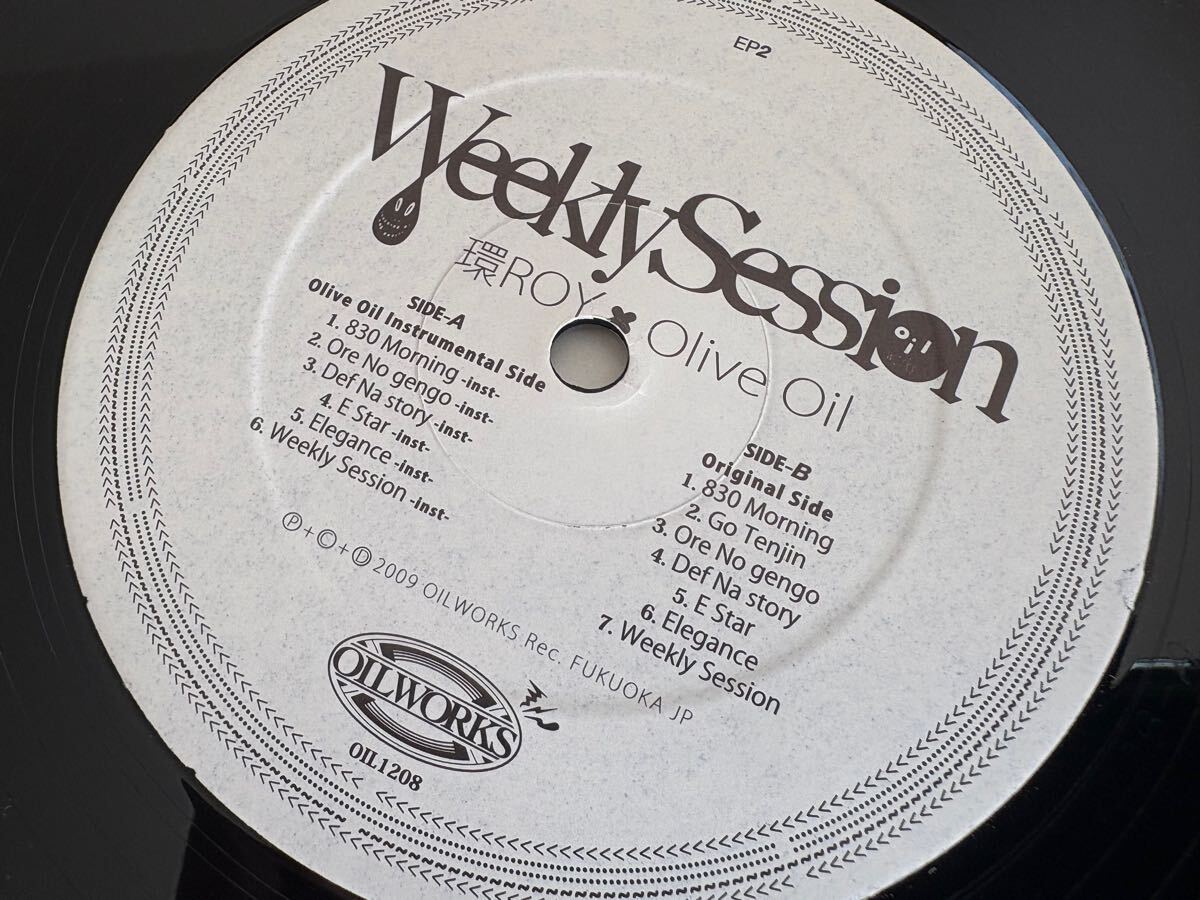 EP2
Weekly Session
oil
環ROY × Olive Oil
SIDE-A
Olive Oil Instrumental Side
1. 830 Morning -inst-
2. Ore No gengo -inst-
3. Def Na story -inst-
4. E Star -inst-
5. Elegance -inst-
6. Weekly Session -inst-
SIDE-B
Original Side
1. 830 Morning
2. Go Tenjin
3. Ore No gengo
4. Def Na story
5. E Star
6. Elegance
7. Weekly Session
Ⓟ+Ⓒ+Ⓓ 2009 OILWORKS Rec. FUKUOKA JP
OILWORKS
OIL1208